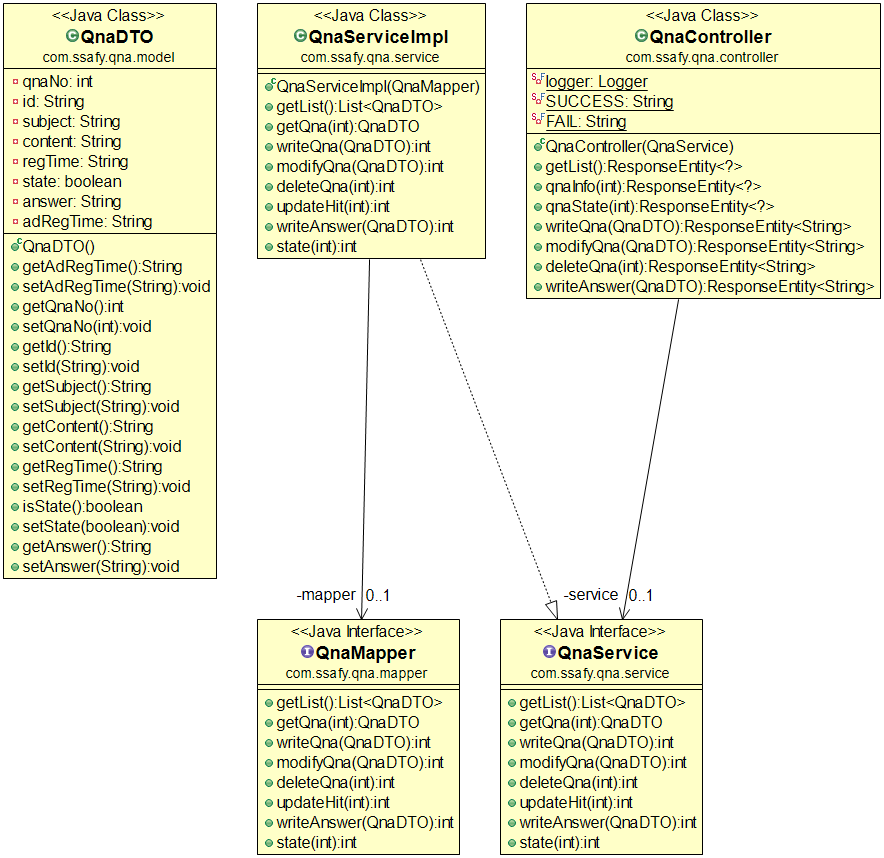 <<Java Class>>
QnaDTO
com.ssafy.qna.model
qnaNo: int
id: String
subject: String
content: String
regTime: String
state: boolean
answer: String
adRegTime: String
QnaDTO()
getAdRegTime():String
setAdRegTime(String):void
getQnaNo():int
setQnaNo(int):void
getId():String
setId(String):void
getSubject():String
setSubject(String):void
getContent():String
setContent(String):void
getRegTime():String
setRegTime(String):void
isState():boolean
setState(boolean):void
getAnswer():String
setAnswer(String):void
<<Java Class>>
QnaServiceImpl
com.ssafy.qna.service
QnaServiceImpl(QnaMapper)
getList():List<QnaDTO>
getQna(int):QnaDTO
writeQna(QnaDTO):int
modifyQna(QnaDTO):int
deleteQna(int):int
updateHit(int):int
writeAnswer(QnaDTO):int
state(int):int
<<Java Class>>
QnaController
com.ssafy.qna.controller
logger: Logger
SUCCESS: String
FAIL: String
QnaController(QnaService)
getList():ResponseEntity<?>
qnaInfo(int):ResponseEntity<?>
qnaState(int):ResponseEntity<?>
writeQna(QnaDTO):ResponseEntity<String>
modifyQna(QnaDTO):ResponseEntity<String>
deleteQna(int):ResponseEntity<String>
writeAnswer(QnaDTO):ResponseEntity<String>
-mapper 0..1
-service 0..1
<<Java Interface>>
QnaMapper
com.ssafy.qna.mapper
getList():List<QnaDTO>
getQna(int):QnaDTO
writeQna(QnaDTO):int
modifyQna(QnaDTO):int
deleteQna(int):int
updateHit(int):int
writeAnswer(QnaDTO):int
state(int):int
<<Java Interface>>
QnaService
com.ssafy.qna.service
getList():List<QnaDTO>
getQna(int):QnaDTO
writeQna(QnaDTO):int
modifyQna(QnaDTO):int
deleteQna(int):int
updateHit(int):int
writeAnswer(QnaDTO):int
state(int):int